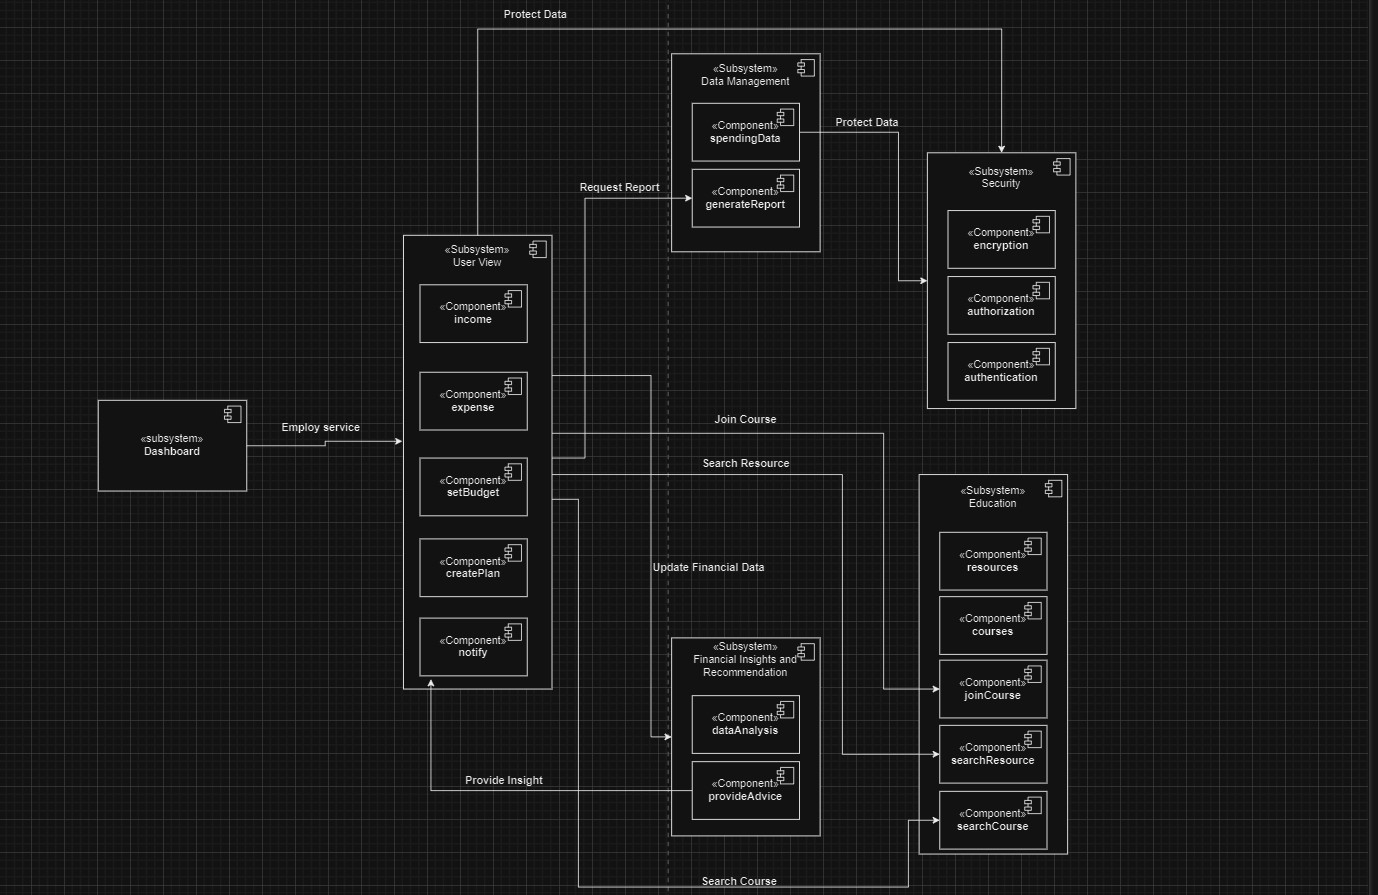 Protect Data
«Subsystem»
Data Management
«Component»
spendingData
Protect Data
«Component»
generateReport
Request Report
«Subsystem»
Security
«Component»
encryption
«Component»
authorization
«Component»
authentication
«Subsystem»
User View
«Component»
income
«Component»
expense
«Component»
setBudget
«Component»
createPlan
«Component»
notify
«subsystem»
Dashboard
Employ service
Join Course
Search Resource
Update Financial Data
«Subsystem»
Education
«Component»
resources
«Component»
courses
«Component»
joinCourse
«Component»
searchResource
«Component»
searchCourse
«Subsystem»
Financial Insights and
Recommendation
«Component»
dataAnalysis
«Component»
provideAdvice
Provide Insight
Search Course